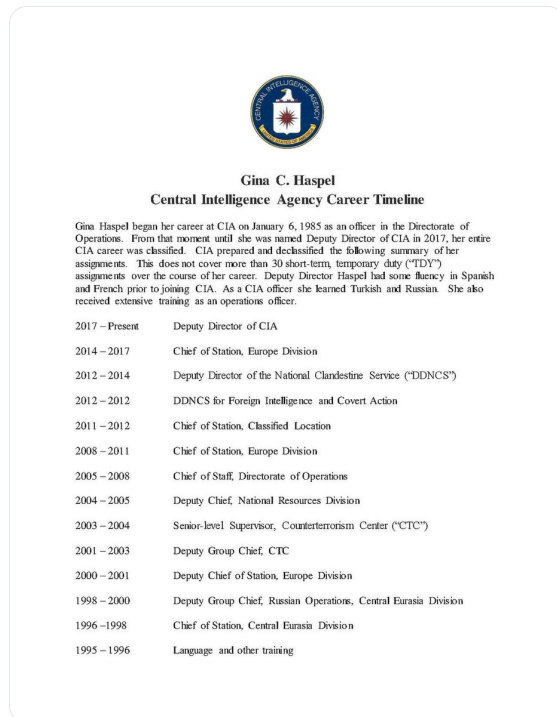 CENTRAL INTELLIGENCE AGENCY
UNITED STATES OF AMERICA
Gina C. Haspel
Central Intelligence Agency Career Timeline
Gina Haspel began her career at CIA on January 6, 1985 as an officer in the Directorate of
Operations. From that moment until she was named Deputy Director of CIA in 2017, her entire
CIA career was classified. CIA prepared and declassified the following summary of her
assignments. This does not cover more than 30 short-term, temporary duty (“TDY”)
assignments over the course of her career. Deputy Director Haspel had some fluency in Spanish
and French prior to joining CIA. As a CIA officer she learned Turkish and Russian. She also
received extensive training as an operations officer.
2017 – Present Deputy Director of CIA
2014 – 2017 Chief of Station, Europe Division
2012 – 2014 Deputy Director of the National Clandestine Service (“DDNCS”)
2012 – 2012 DDNCS for Foreign Intelligence and Covert Action
2011 – 2012 Chief of Station, Classified Location
2008 – 2011 Chief of Station, Europe Division
2005 – 2008 Chief of Staff, Directorate of Operations
2004 – 2005 Deputy Chief, National Resources Division
2003 – 2004 Senior-level Supervisor, Counterterrorism Center (“CTC”)
2001 – 2003 Deputy Group Chief, CTC
2000 – 2001 Deputy Chief of Station, Europe Division
1998 – 2000 Deputy Group Chief, Russian Operations, Central Eurasia Division
1996 –1998 Chief of Station, Central Eurasia Division
1995 – 1996 Language and other training